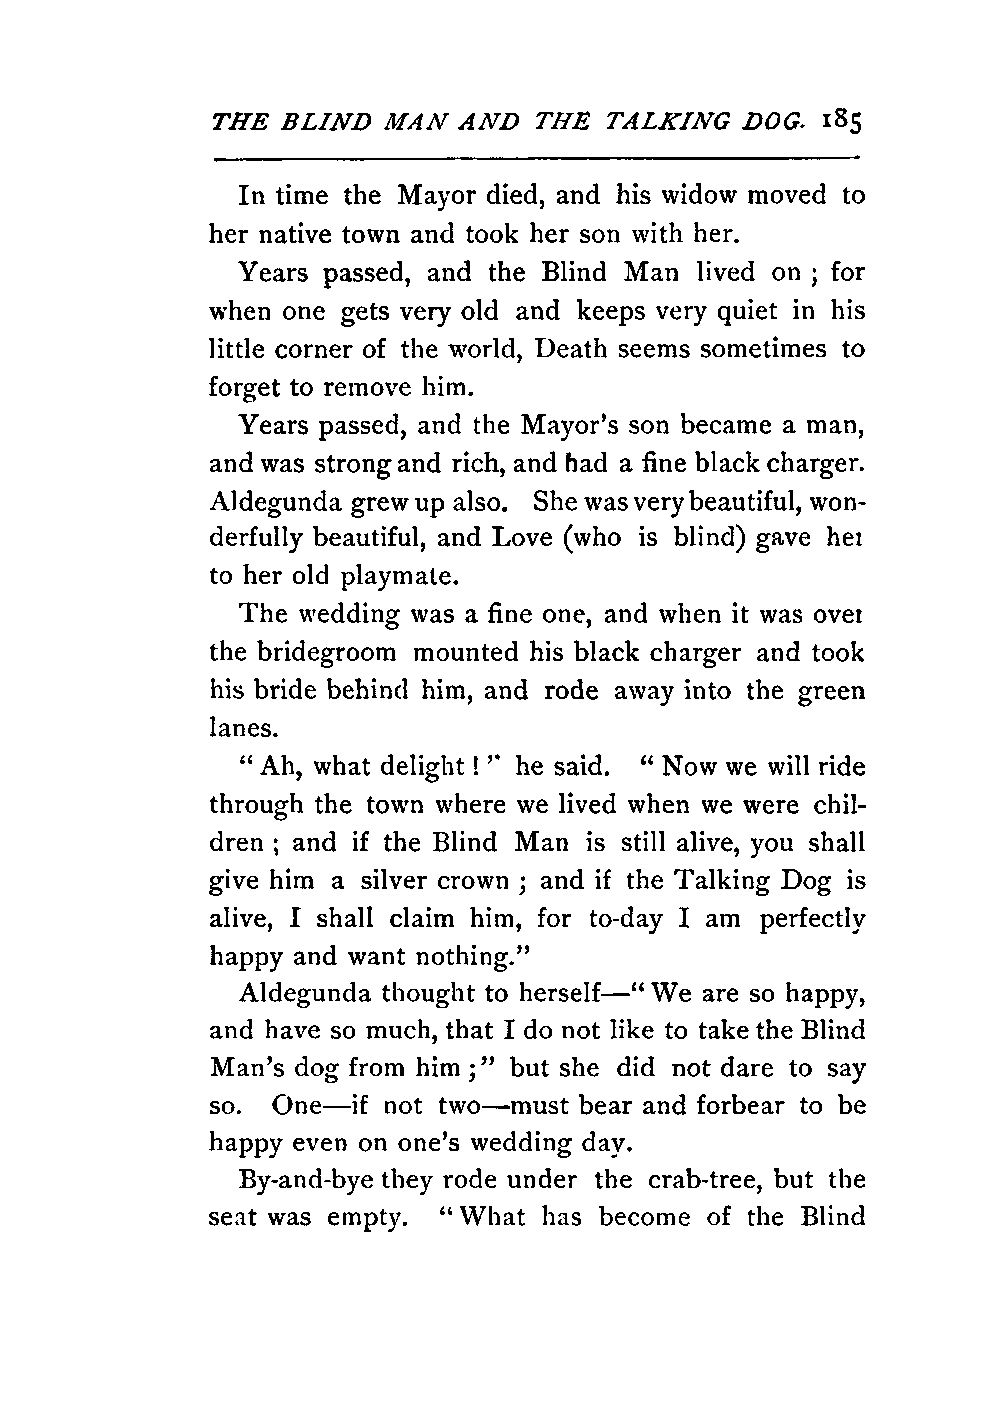 THE BLIND MAN AND THE TALKING DOG. 185
In time the Mayor died, and his widow moved to
her native town and took her son with her.
Years passed, and the Blind Man lived on ; for
when one gets very old and keeps very quiet in his
little corner of the world, Death seems sometimes to
forget to remove him.
Years passed, and the Mayor's son became a man,
and was strong and rich, and had a fine black charger.
Aldegunda grew up also. She was very beautiful, won-
derfully beautiful, and Love (who is blind) gave her
to her old playmate.
The wedding was a fine one, and when it was over
the bridegroom mounted his black charger and took
his bride behind him, and rode away into the green
lanes.
“ Ah, what delight ! ” he said. “ Now we will ride
through the town where we lived when we were chil-
dren ; and if the Blind Man is still alive, you shall
give him a silver crown ; and if the Talking Dog is
alive, I shall claim him, for to-day I am perfectly
happy and want nothing.”
Aldegunda thought to herself—“ We are so happy,
and have so much, that I do not like to take the Blind
Man's dog from him ;” but she did not dare to say
so. One—if not two—must bear and forbear to be
happy even on one's wedding day.
By-and-bye they rode under the crab-tree, but the
seat was empty. “ What has become of the Blind